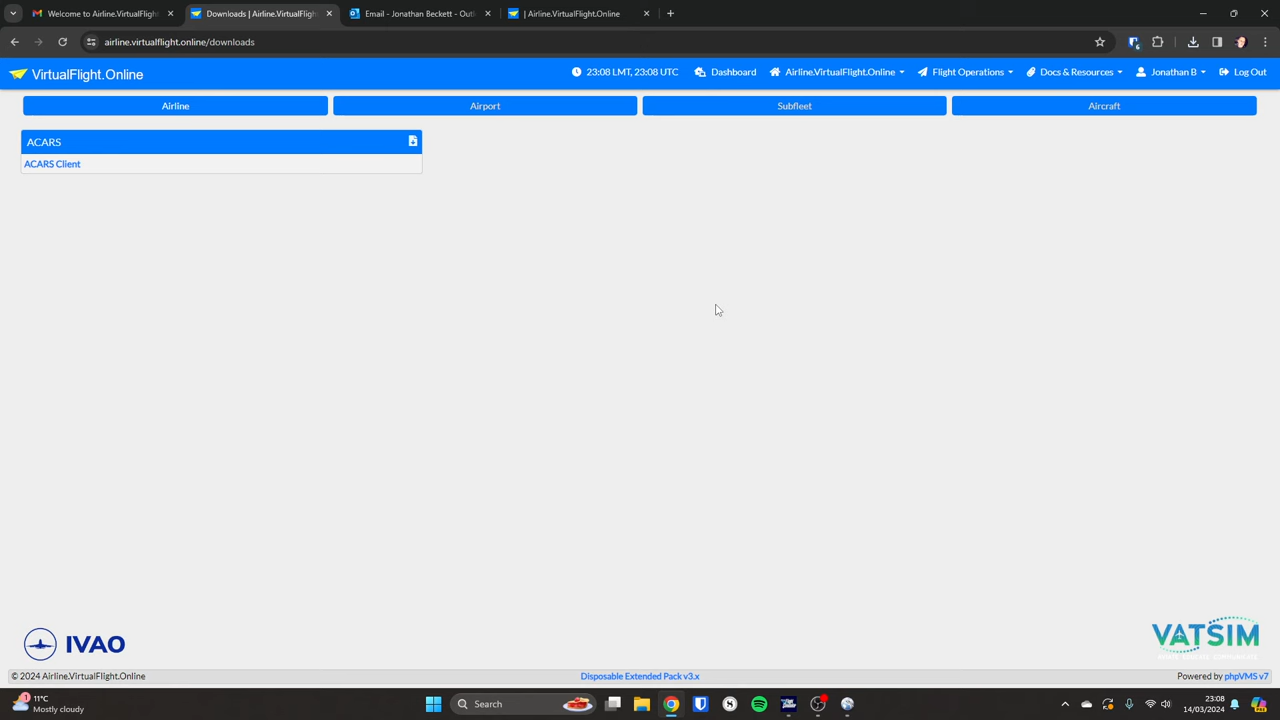 Welcome to Airline.VirtualFlight
Downloads | Airline.VirtualFligh
Email - Jonathan Beckett - Outl
| Airline.VirtualFlight.Online
airline.virtualflight.online/downloads
VirtualFlight.Online
23:08 LMT, 23:08 UTC
Dashboard
Airline.VirtualFlight.Online
Flight Operations
Docs & Resources
Jonathan B
Log Out
Airline
Airport
Subfleet
Aircraft
ACARS
ACARS Client
IVAO
VATSIM
© 2024 Airline.VirtualFlight.Online
Disposable Extended Pack v3.x
Powered by phpVMS v7
1
11°C
Mostly cloudy
Search
23:08
14/03/2024